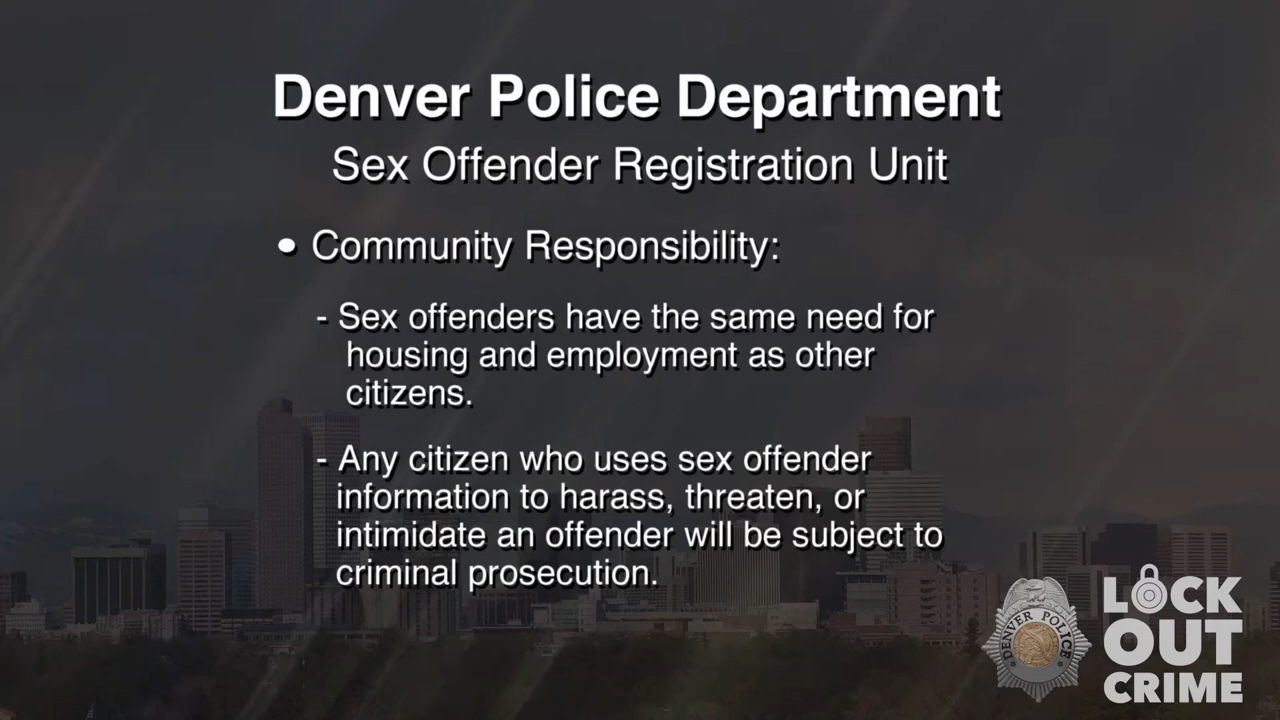 Denver Police Department
Sex Offender Registration Unit
• Community Responsibility:
- Sex offenders have the same need for
housing and employment as other
citizens.
- Any citizen who uses sex offender
information to harass, threaten, or
intimidate an offender will be subject to
criminal prosecution.
DENVER POLICE
LOCK
OUT
CRIME